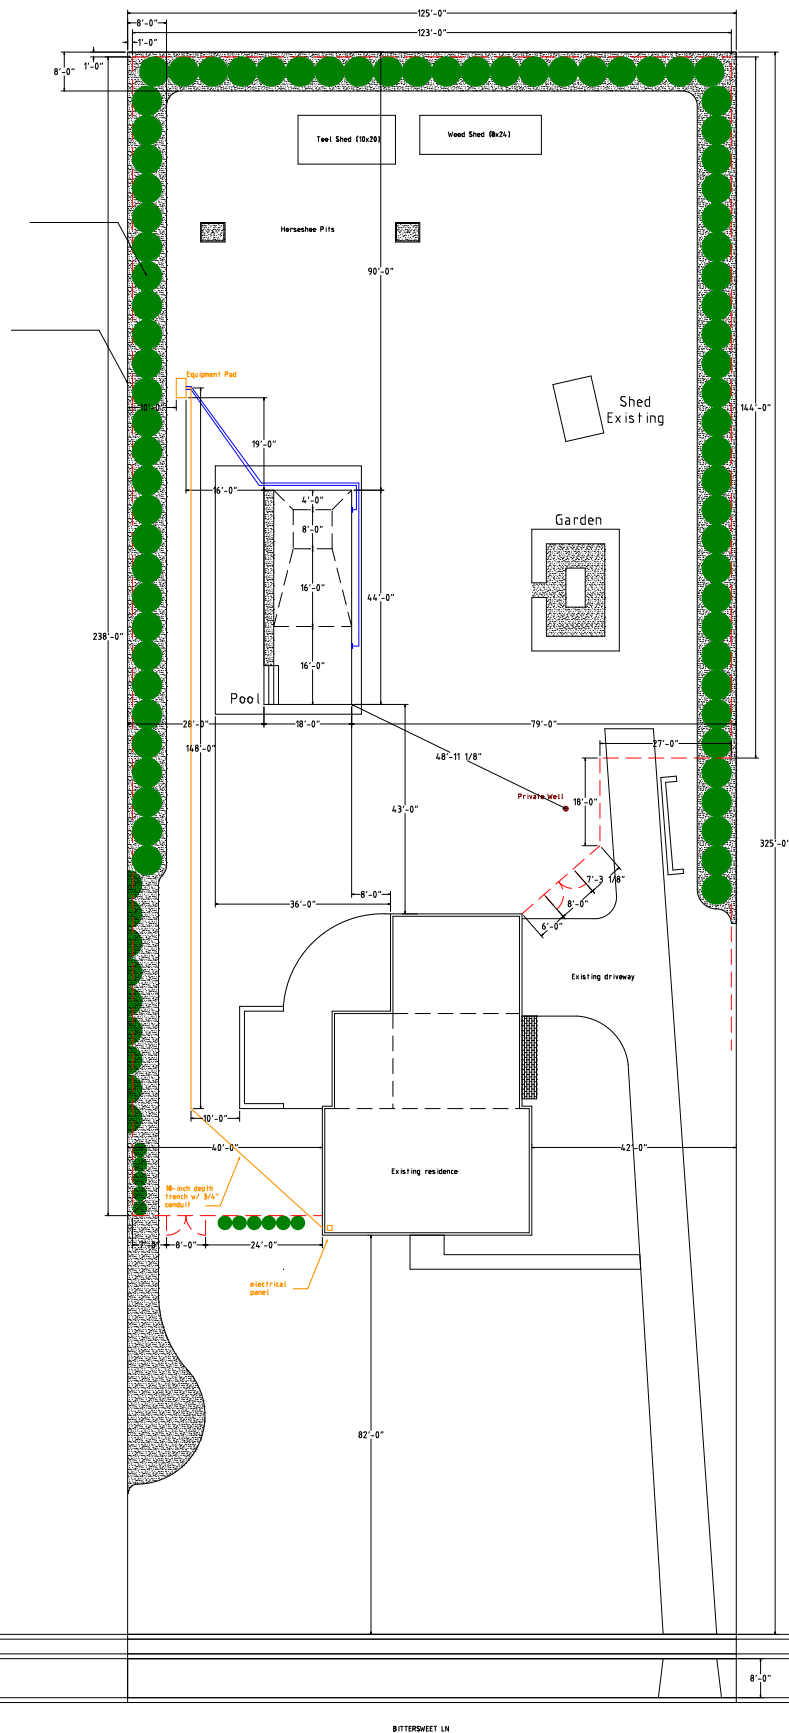 125'-0"
8'-0"
123'-0"
1'-0"
1'-0"
8'-0"
Tool Shed (10x20)
Wood Shed (8x24)
Horseshoe Pits
90'-0"
Equipment Pad
10'-0"
144'-0"
Shed
Existing
19'-0"
16'-0"
4'-0"
8'-0"
Garden
16'-0"
44'-0"
238'-0"
16'-0"
Pool
28'-0"
18'-0"
79'-0"
148'-0"
27'-0"
48'-11 1/8"
Private Well
18'-0"
43'-0"
325'-0"
7'-3 1/8"
8'-0"
36'-0"
8'-0"
6'-0"
Existing driveway
10'-0"
40'-0"
42'-0"
Existing residence
18-inch depth
trench w/ 3/4"
conduit
7'-0"
8'-0"
24'-0"
electrical
panel
82'-0"
8'-0"
BITTERSWEET LN